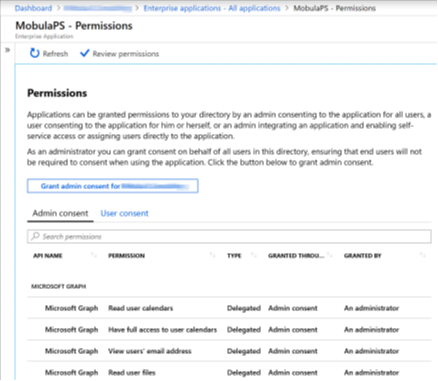 Dashboard > Enterprise applications - All applications > MobulaPS - Permissions
MobulaPS - Permissions
Enterprise Application
» Refresh Review permissions
Permissions
Applications can be granted permissions to your directory by an admin consenting to the application for all users, a
user consenting to the application for him or herself, or an admin integrating an application and enabling self-
service access or assigning users directly to the application.
As an administrator you can grant consent on behalf of all users in this directory, ensuring that end users will not
be required to consent when using the application. Click the button below to grant admin consent.
Grant admin consent for
Admin consent User consent
Search permissions
API NAME PERMISSION TYPE GRANTED THROU... GRANTED BY
MICROSOFT GRAPH
Microsoft Graph Read user calendars Delegated Admin consent An administrator
Microsoft Graph Have full access to user calendars Delegated Admin consent An administrator
Microsoft Graph View users' email address Delegated Admin consent An administrator
Microsoft Graph Read user files Delegated Admin consent An administrator